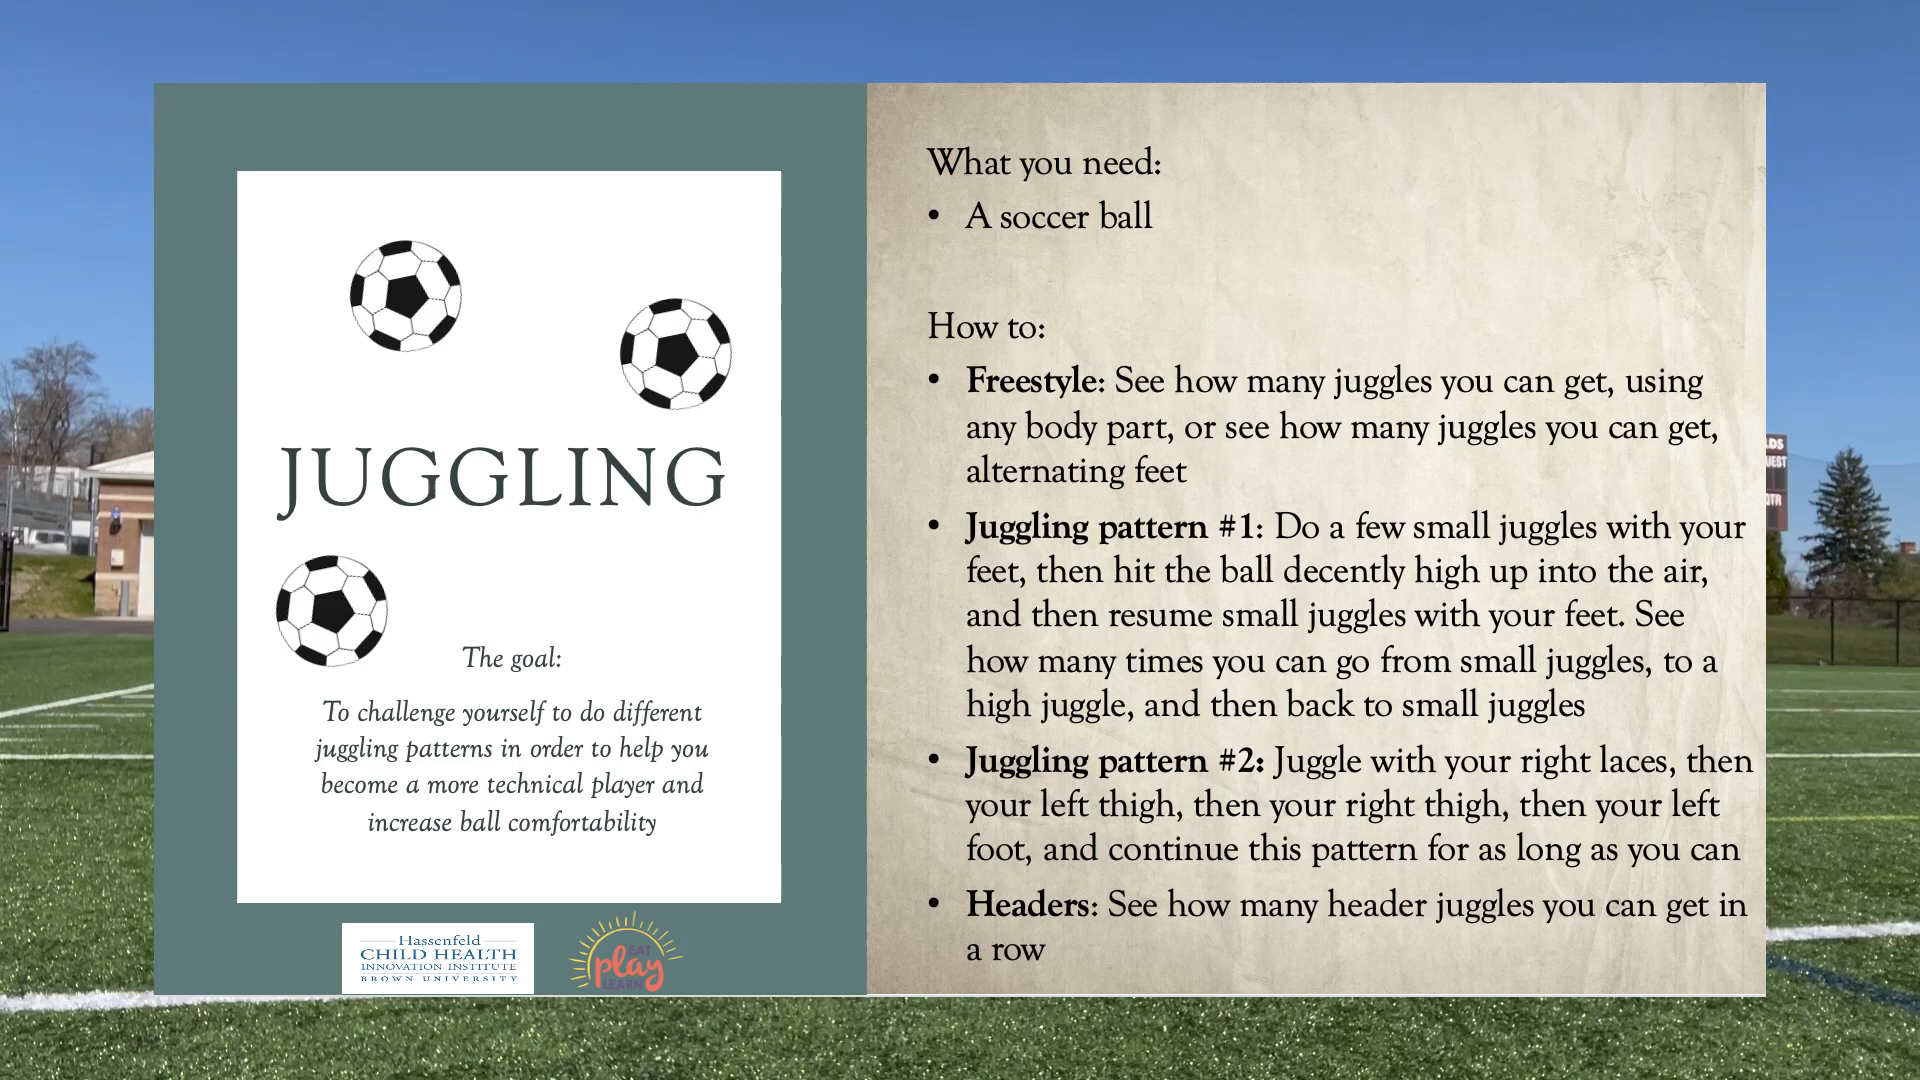 JUGGLING
The goal:
To challenge yourself to do different
juggling patterns in order to help you
become a more technical player and
increase ball comfortability
Hassenfeld
CHILD HEALTH
INNOVATION INSTITUTE
BROWN UNIVERSITY
EAT
play
LEARN
What you need:
• A soccer ball
How to:
• Freestyle: See how many juggles you can get, using
any body part, or see how many juggles you can get,
alternating feet
• Juggling pattern #1: Do a few small juggles with your
feet, then hit the ball decently high up into the air,
and then resume small juggles with your feet. See
how many times you can go from small juggles, to a
high juggle, and then back to small juggles
• Juggling pattern #2: Juggle with your right laces, then
your left thigh, then your right thigh, then your left
foot, and continue this pattern for as long as you can
• Headers: See how many header juggles you can get in
a row
LDS
UEST
QTR